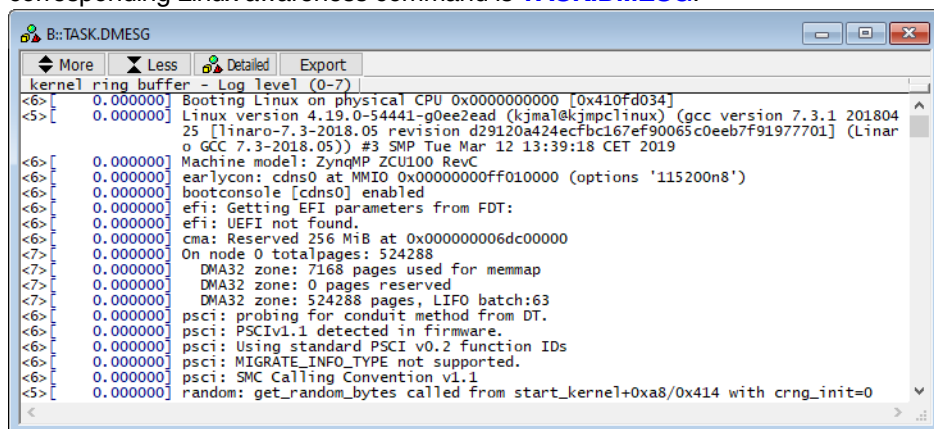 corresponding Linux awareness command is TASK.DMESG.
B::TASK.DMESG
More Less Detailed Export
kernel ring buffer - Log level (0-7)
<6>[ 0.000000] Booting Linux on physical CPU 0x0000000000 [0x410fd034]
<5>[ 0.000000] Linux version 4.19.0-54441-g0ee2ead (kjmal@kjmpclinux) (gcc version 7.3.1 201804
25 [linaro-7.3-2018.05 revision d29120a424ecfbc167ef90065c0eeb7f91977701] (Linar
o GCC 7.3-2018.05)) #3 SMP Tue Mar 12 13:39:18 CET 2019
<6>[ 0.000000] Machine model: ZynqMP ZCU100 RevC
<6>[ 0.000000] earlycon: cdns0 at MMIO 0x00000000ff010000 (options '115200n8')
<6>[ 0.000000] bootconsole [cdns0] enabled
<6>[ 0.000000] efi: Getting EFI parameters from FDT:
<6>[ 0.000000] efi: UEFI not found.
<6>[ 0.000000] cma: Reserved 256 MiB at 0x000000006dc00000
<7>[ 0.000000] On node 0 totalpages: 524288
<7>[ 0.000000] DMA32 zone: 7168 pages used for memmap
<7>[ 0.000000] DMA32 zone: 0 pages reserved
<7>[ 0.000000] DMA32 zone: 524288 pages, LIFO batch:63
<6>[ 0.000000] psci: probing for conduit method from DT.
<6>[ 0.000000] psci: PSCIv1.1 detected in firmware.
<6>[ 0.000000] psci: Using standard PSCI v0.2 function IDs
<6>[ 0.000000] psci: MIGRATE_INFO_TYPE not supported.
<6>[ 0.000000] psci: SMC Calling Convention v1.1
<5>[ 0.000000] random: get_random_bytes called from start_kernel+0xa8/0x414 with crng_init=0